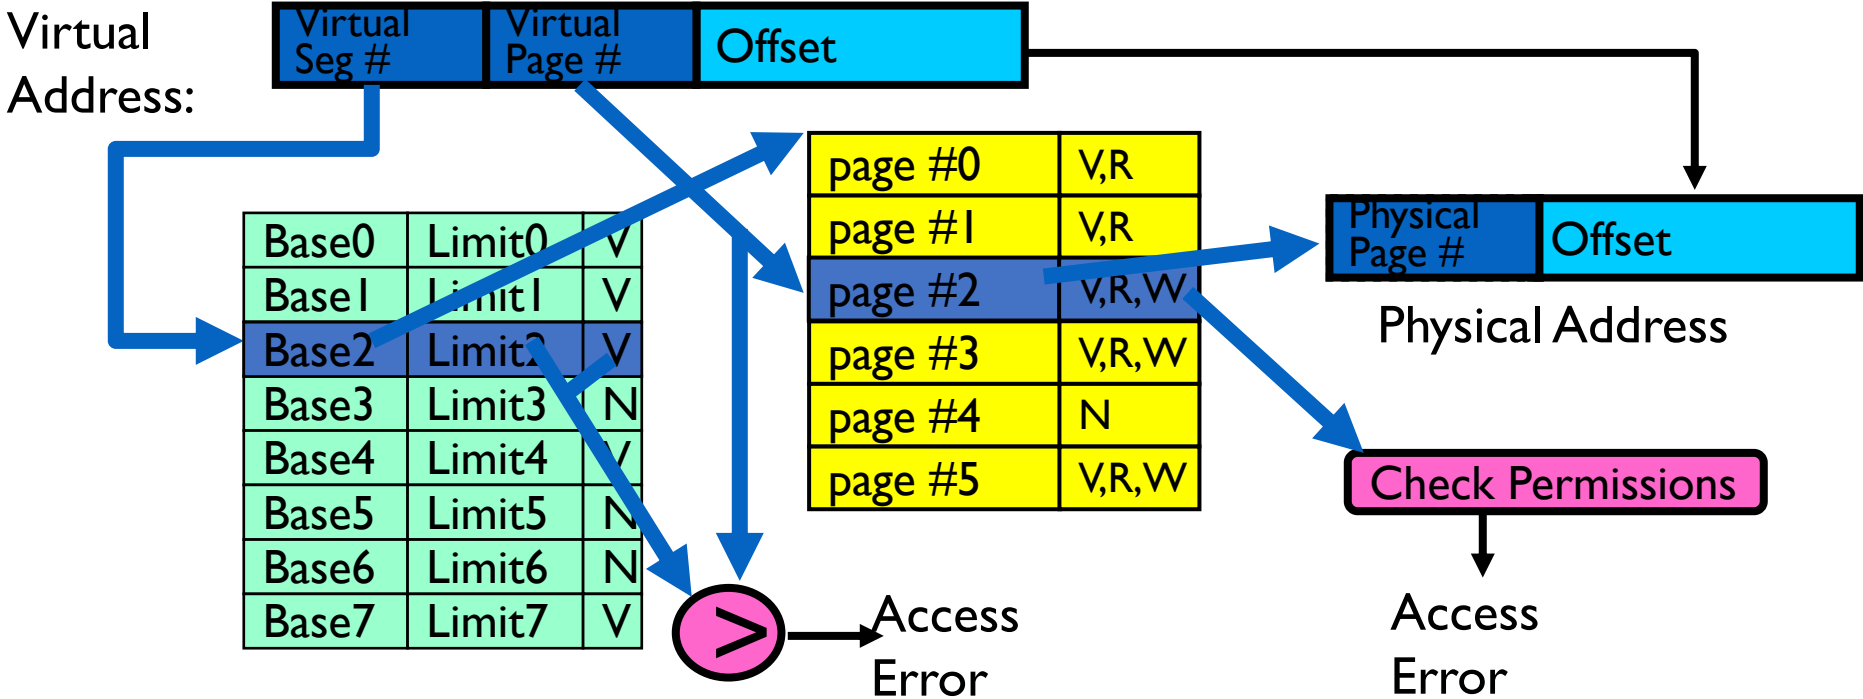 Virtual
Address:
Virtual
Seg #
Virtual
Page #
Offset
Base0 Limit0 V
Base1 Limit1 V
Base2 Limit2 V
Base3 Limit3 N
Base4 Limit4 V
Base5 Limit5 N
Base6 Limit6 N
Base7 Limit7 V
page #0 V,R
page #1 V,R
page #2 V,R,W
page #3 V,R,W
page #4 N
page #5 V,R,W
Physical
Page #
Offset
Physical Address
Check Permissions
>
Access
Error
Access
Error